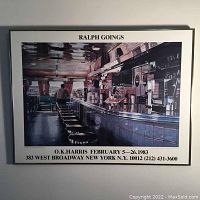 RALPH GOINGS
O.K.HARRIS FEBRUARY 5—26, 1983
383 WEST BROADWAY NEW YORK N.Y. 10012 (212) 431-3600
Copyright 2022 - MaxSold.com